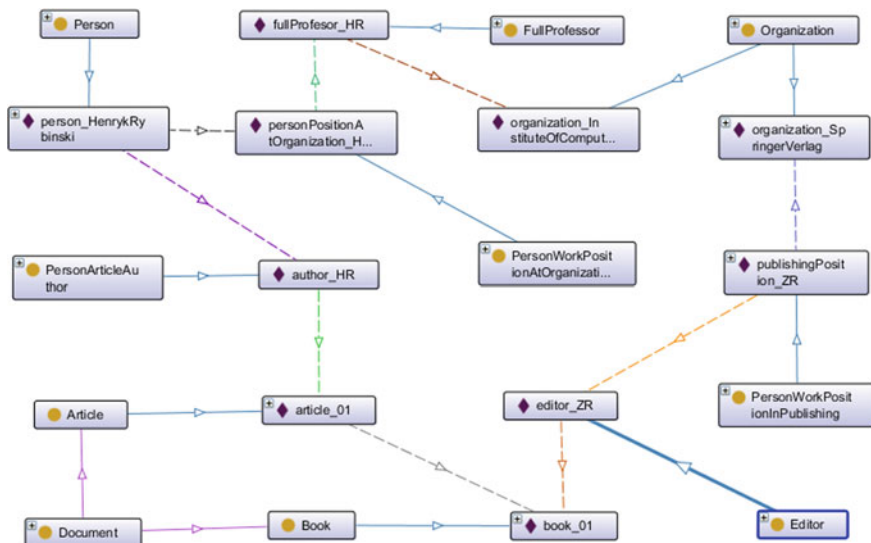 Person
fullProfesor_HR
FullProfessor
Organization
person_HenrykRy
binski
personPositionA
tOrganization_H...
organization_In
stituteOfComput...
organization_Sp
ringerVerlag
PersonArticleAu
thor
author_HR
PersonWorkPosit
ionAtOrganizati...
publishingPosit
ion_ZR
Article
article_01
editor_ZR
PersonWorkPosit
ionInPublishing
Document
Book
book_01
Editor